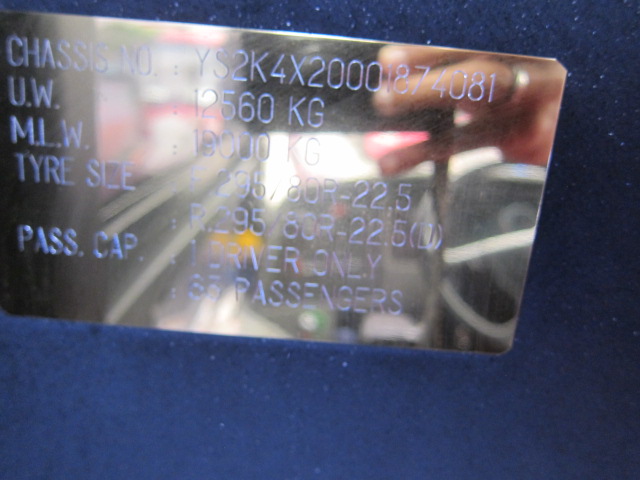 CHASSIS NO. : YS2K4X20001874081
U.W. : 12560 KG
M.L.W. : 19000 KG
TYRE SIZE : F.295/80R-22.5
: R.295/80R-22.5(D)
PASS. CAP. : 1 DRIVER ONLY
: PASSENGERS